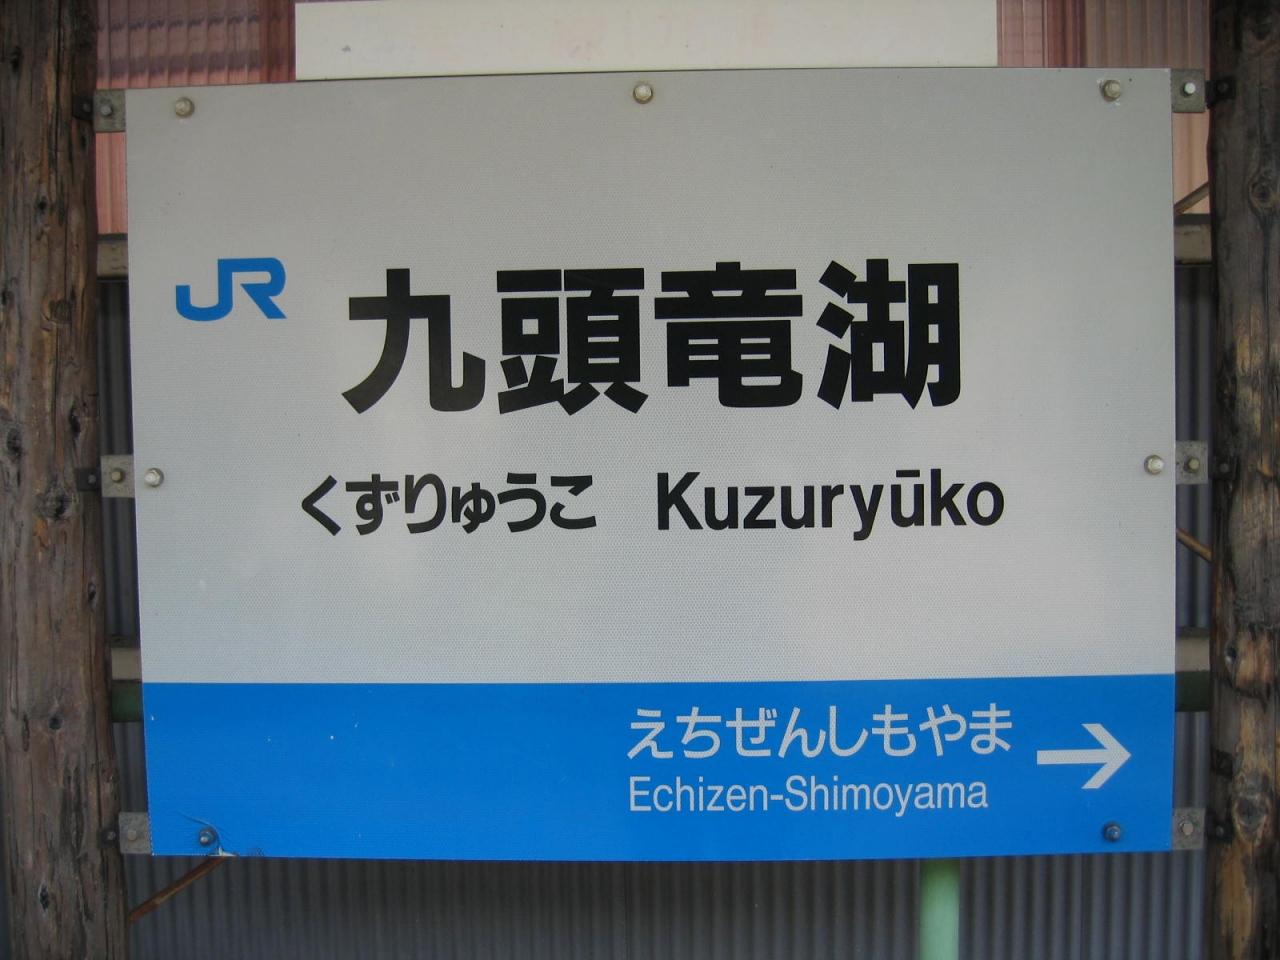 JR 九頭竜湖
くずりゅうこ Kuzuryūko
えちぜんしもやま →
Echizen-Shimoyama